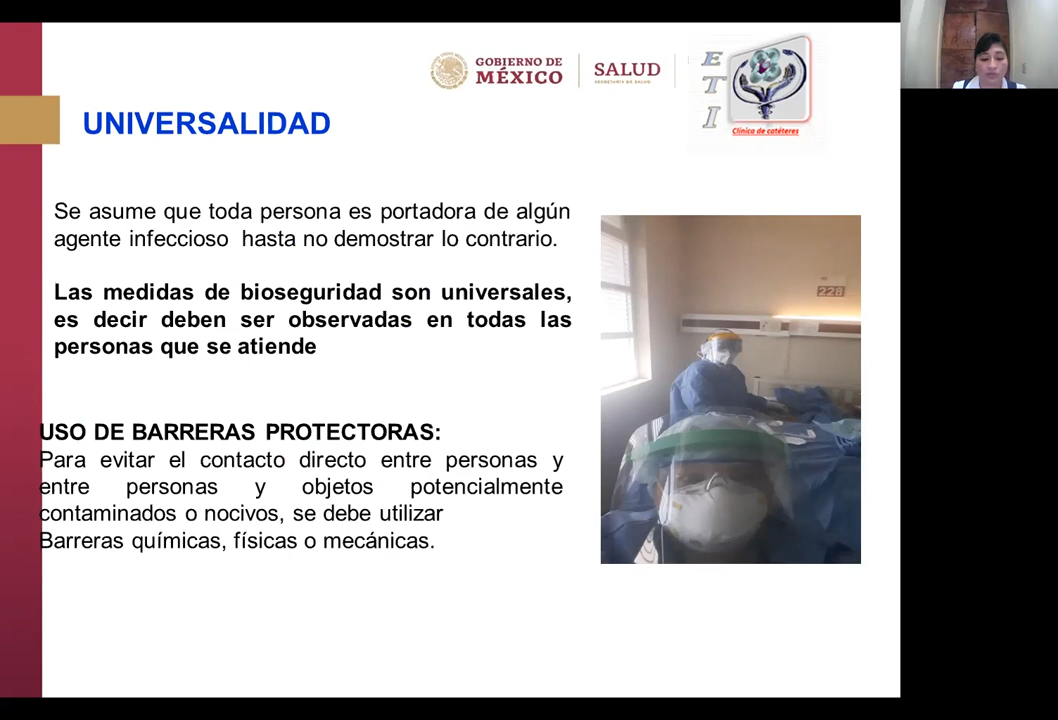 GOBIERNO DE
MÉXICO
SALUD
SECRETARÍA DE SALUD
ETI
Clínica de catéteres
UNIVERSALIDAD
Se asume que toda persona es portadora de algún
agente infeccioso hasta no demostrar lo contrario.
Las medidas de bioseguridad son universales,
es decir deben ser observadas en todas las
personas que se atiende
228
USO DE BARRERAS PROTECTORAS:
Para evitar el contacto directo entre personas y
entre personas y objetos potencialmente
contaminados o nocivos, se debe utilizar
Barreras químicas, físicas o mecánicas.